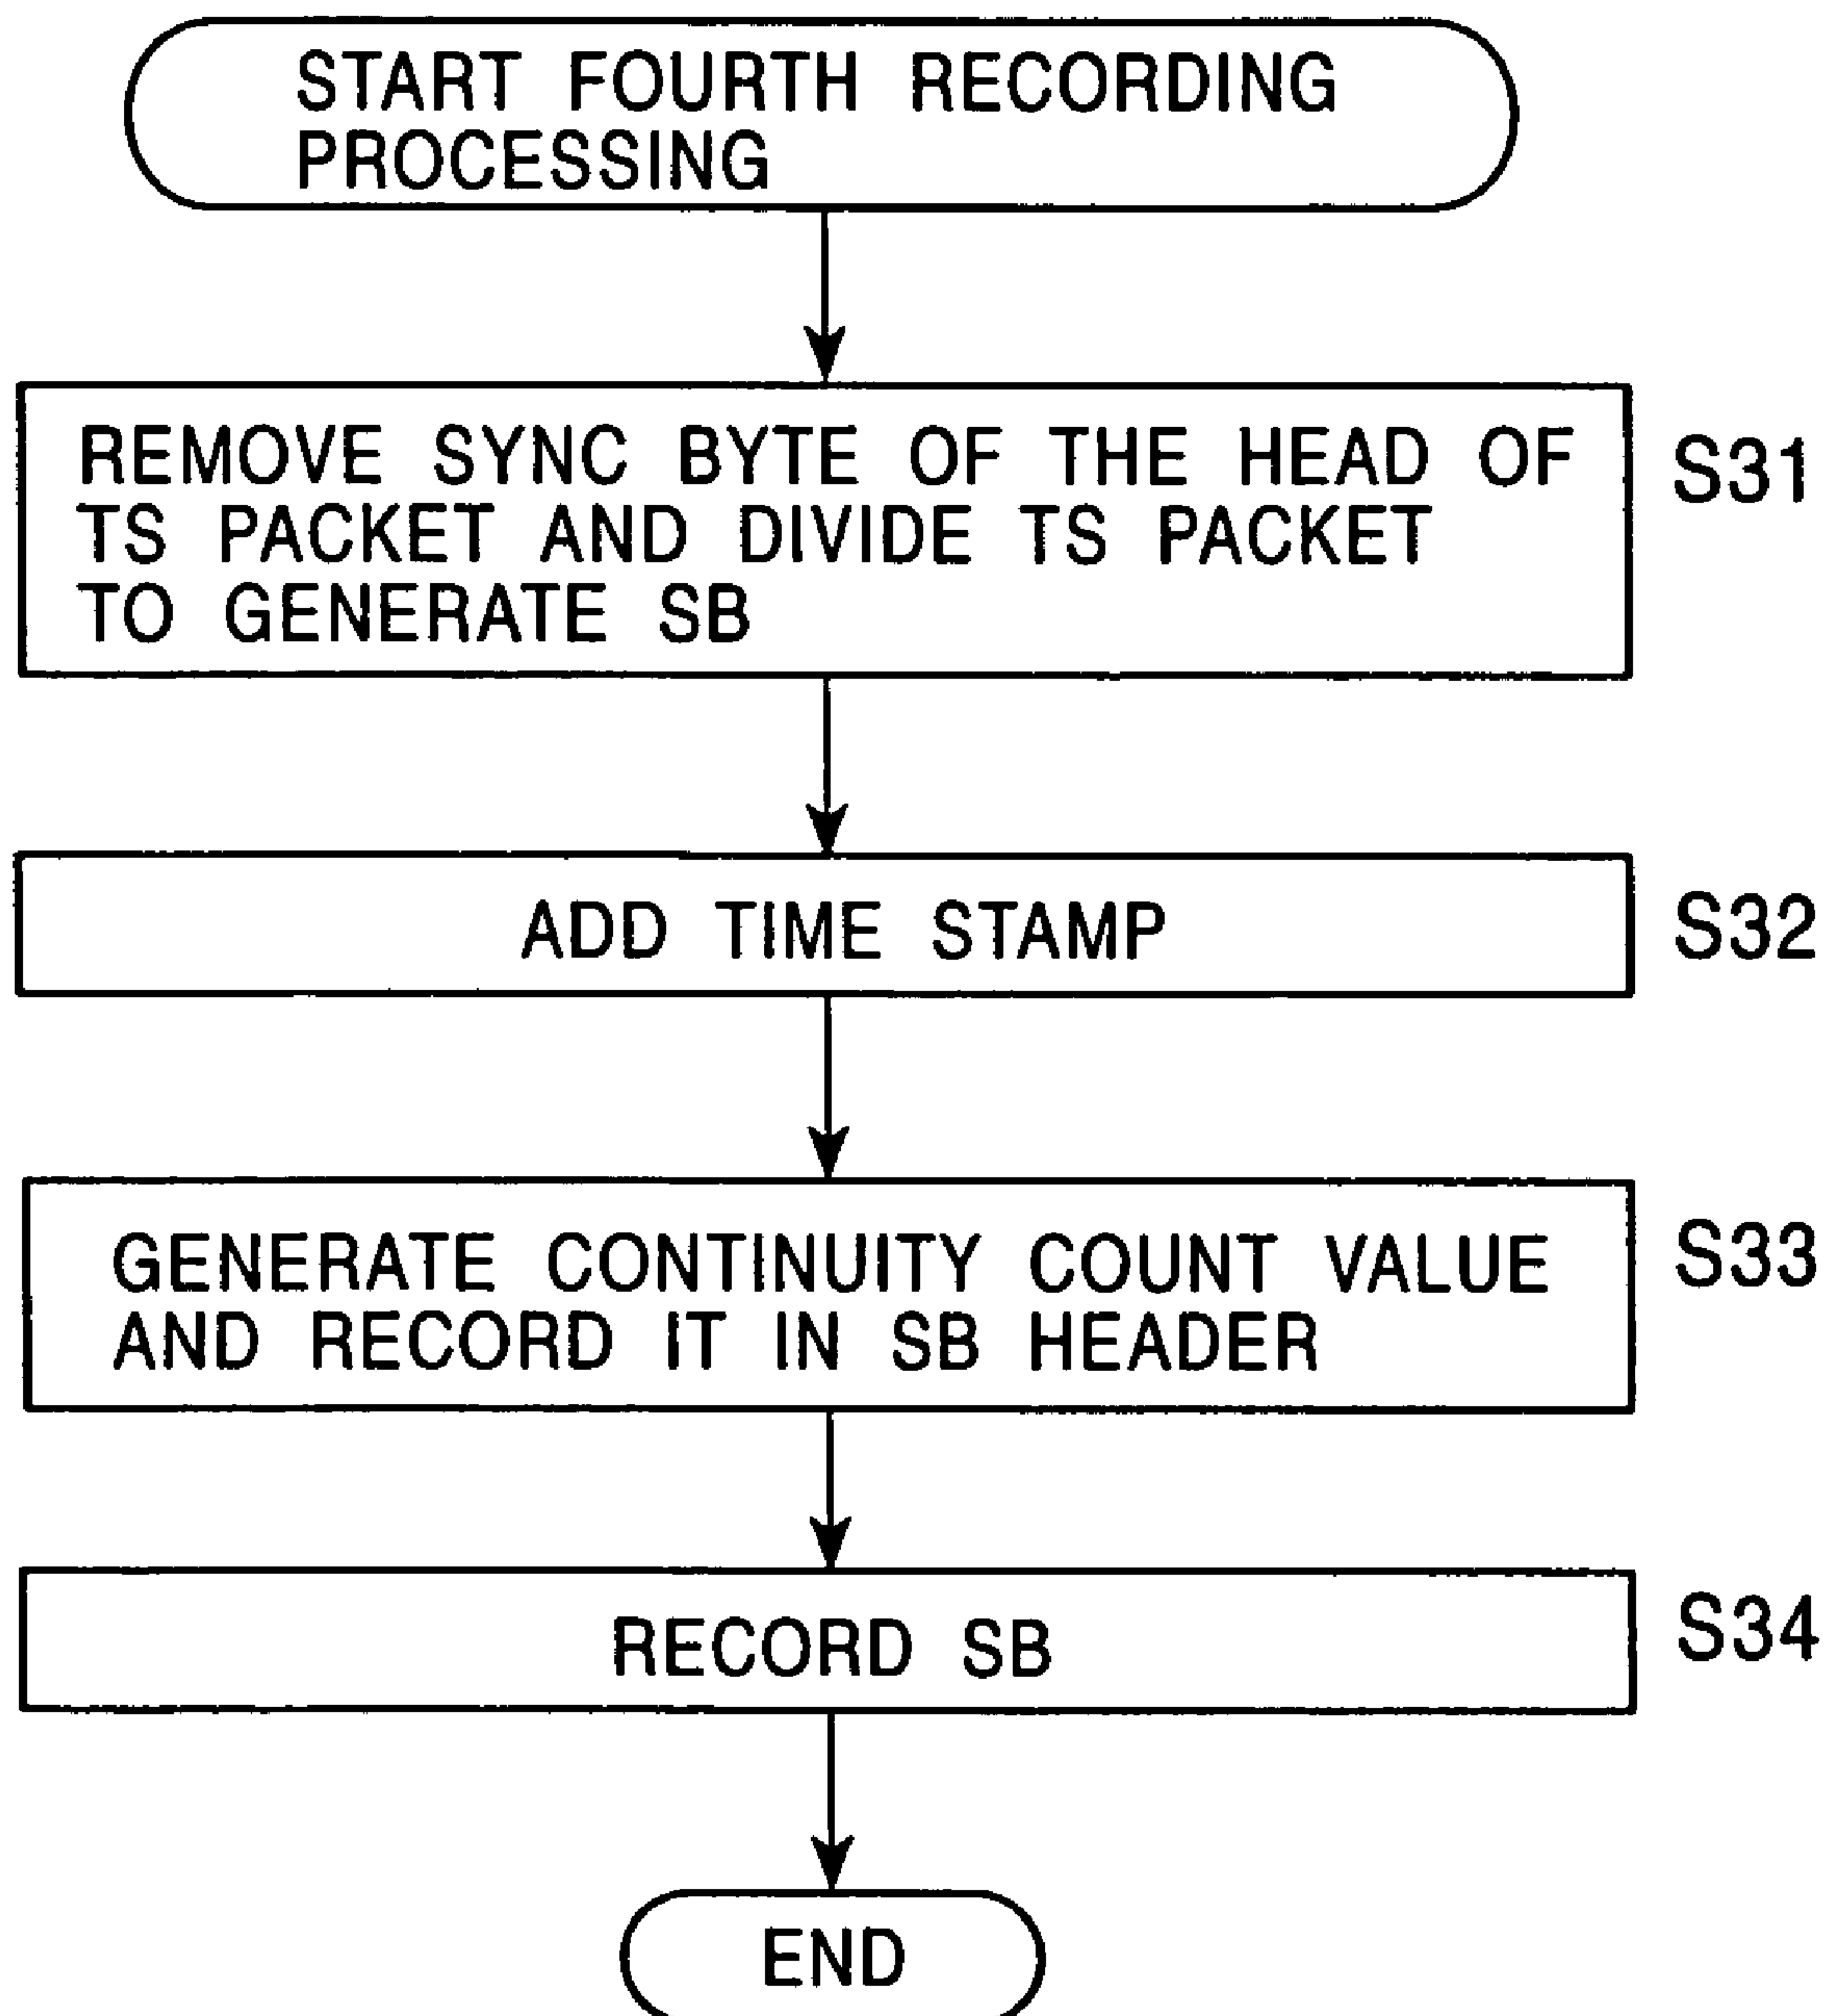 START FOURTH RECORDING
PROCESSING
REMOVE SYNC BYTE OF THE HEAD OF
TS PACKET AND DIVIDE TS PACKET
TO GENERATE SB
S31
ADD TIME STAMP
S32
GENERATE CONTINUITY COUNT VALUE
AND RECORD IT IN SB HEADER
S33
RECORD SB
S34
END